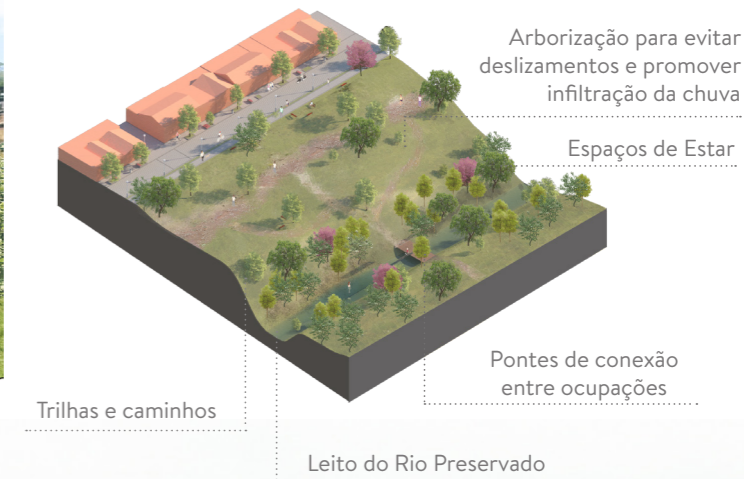 Arborização para evitar
deslizamentos e promover
infiltração da chuva
Espaços de Estar
Pontes de conexão
entre ocupações
Trilhas e caminhos
Leito do Rio Preservado